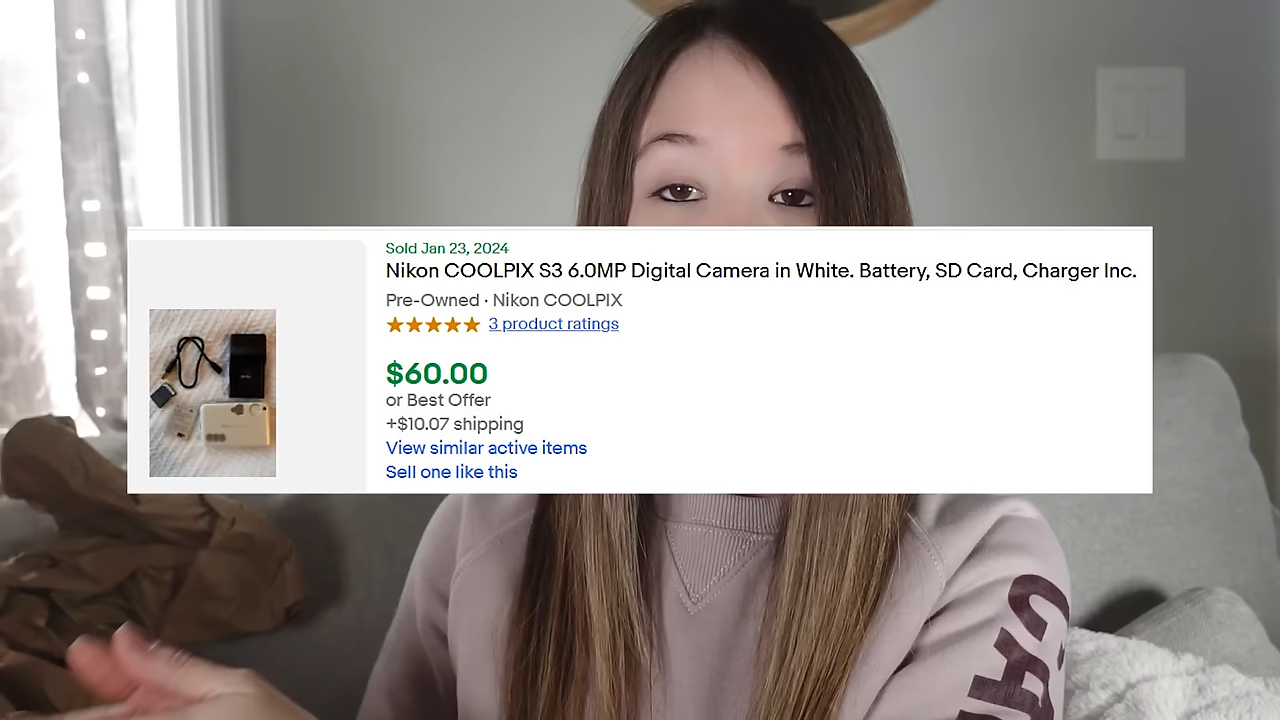 Sold Jan 23, 2024
Nikon COOLPIX S3 6.0MP Digital Camera in White. Battery, SD Card, Charger Inc.
Pre-Owned · Nikon COOLPIX
3 product ratings
$60.00
or Best Offer
+$10.07 shipping
View similar active items
Sell one like this